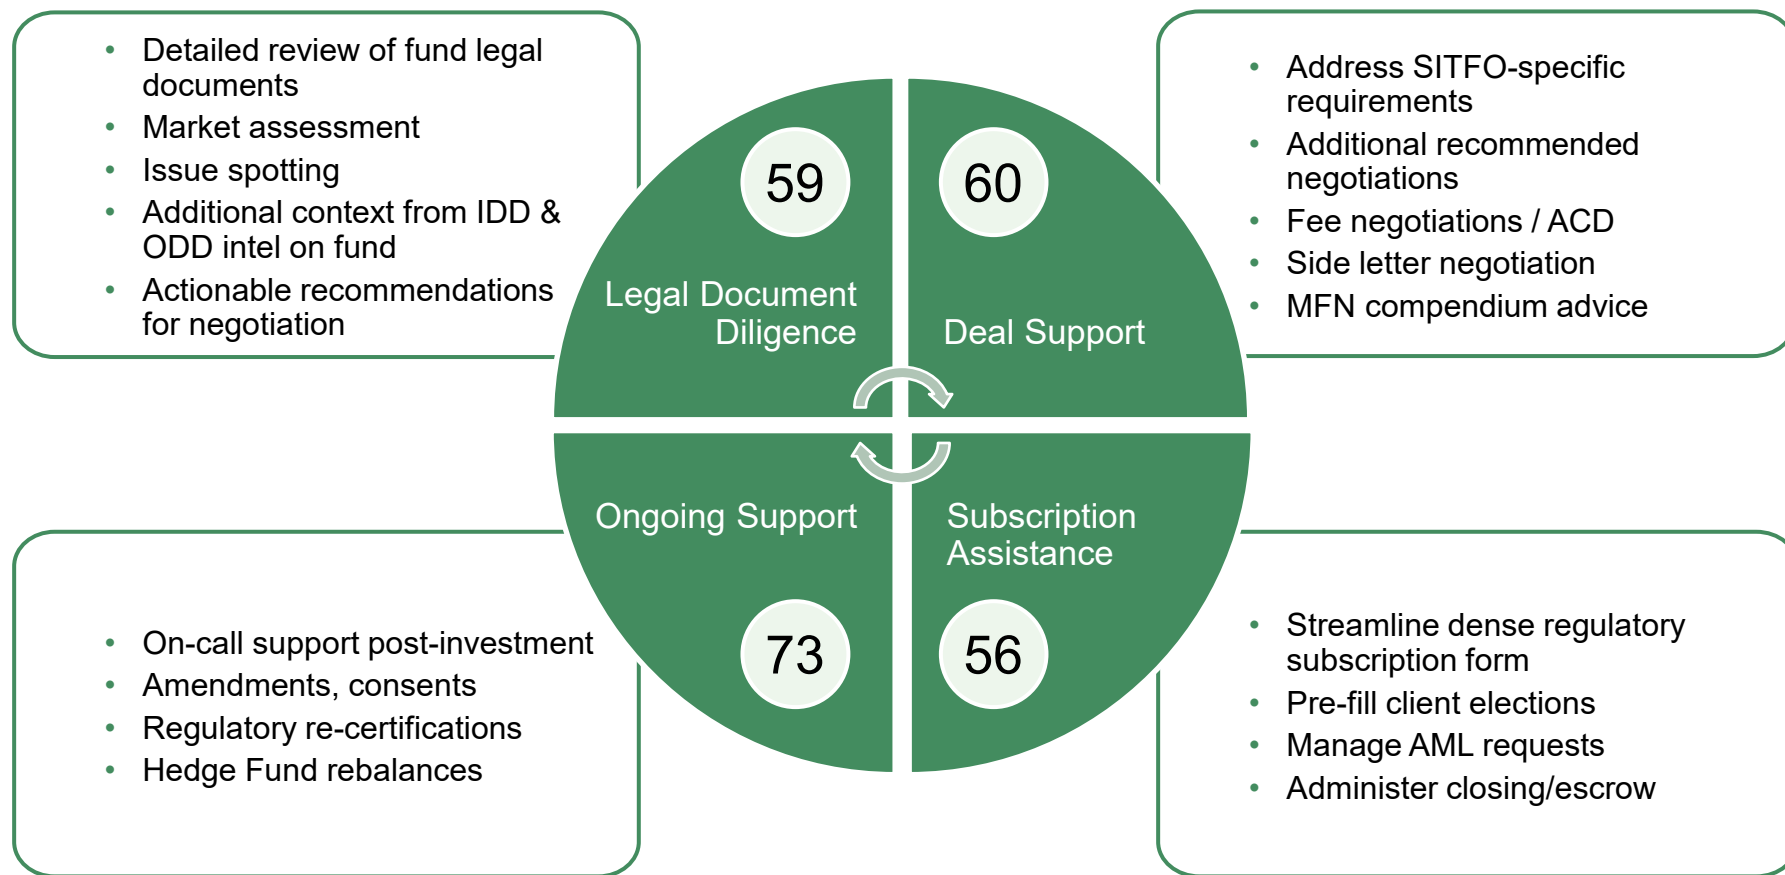 • Detailed review of fund legal
documents
• Market assessment
• Issue spotting
• Additional context from IDD &
ODD intel on fund
• Actionable recommendations
for negotiation
59
Legal Document
Diligence
60
Deal Support
• Address SITFO-specific
requirements
• Additional recommended
negotiations
• Fee negotiations / ACD
• Side letter negotiation
• MFN compendium advice
• On-call support post-investment
• Amendments, consents
• Regulatory re-certifications
• Hedge Fund rebalances
Ongoing Support
73
Subscription
Assistance
56
• Streamline dense regulatory
subscription form
• Pre-fill client elections
• Manage AML requests
• Administer closing/escrow